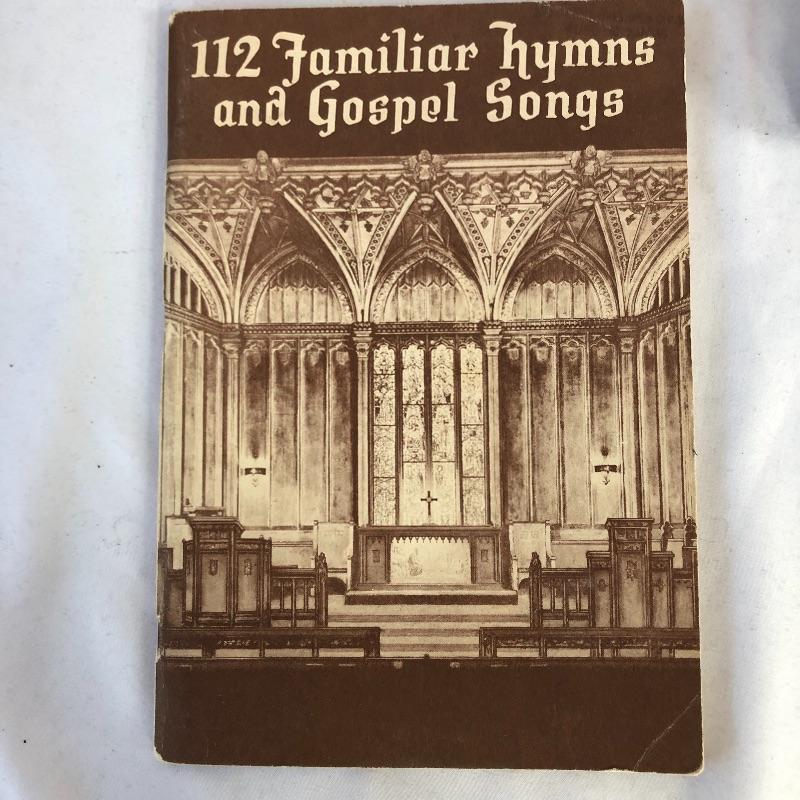 112 Familiar Hymns
and Gospel Songs